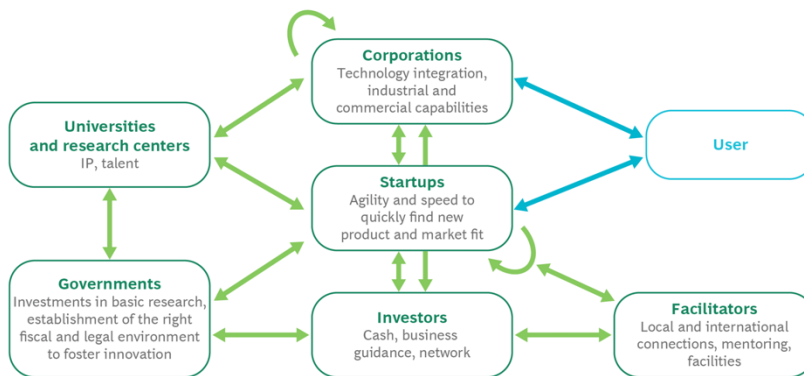 Corporations
Technology integration,
industrial and
commercial capabilities
Universities
and research centers
IP, talent
User
Startups
Agility and speed to
quickly find new
product and market fit
Governments
Investments in basic research,
establishment of the right
fiscal and legal environment
to foster innovation
Investors
Cash, business
guidance, network
Facilitators
Local and international
connections, mentoring,
facilities